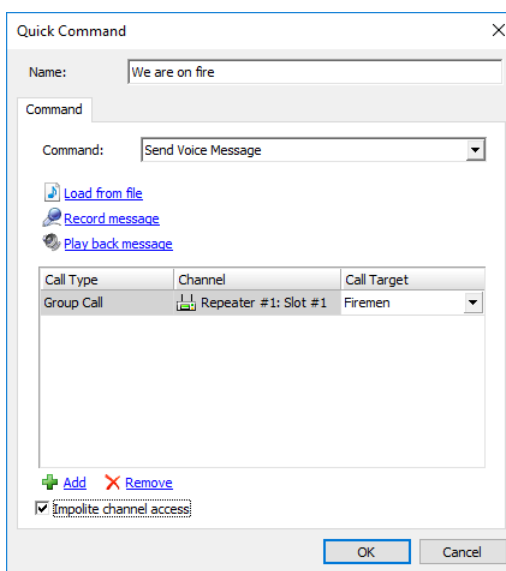 Quick Command
Name: We are on fire
Command
Command: Send Voice Message
Load from file
Record message
Play back message
Call Type Channel Call Target
Group Call Repeater #1: Slot #1 Firemen
Add Remove
Impolite channel access
OK Cancel